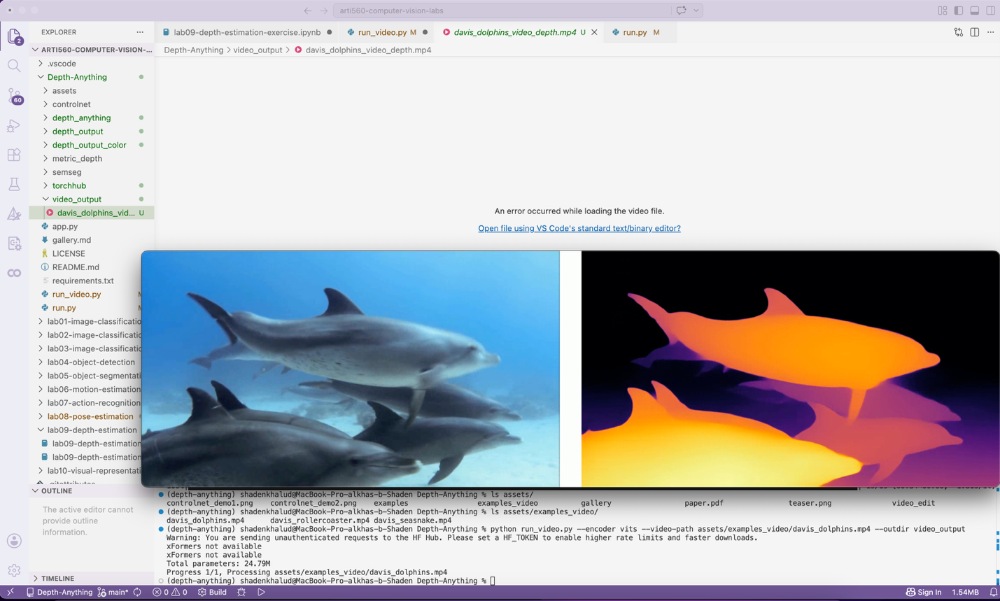 arti560-computer-vision-labs
EXPLORER
lab09-depth-estimation-exercise.ipynb
run_video.py M
davis_dolphins_video_depth.mp4 U
run.py M
2
ARTI560-COMPUTER-VISION-...
Depth-Anything > video_output > davis_dolphins_video_depth.mp4
.vscode
Depth-Anything
assets
60
controlnet
depth_anything
depth_output
depth_output_color
metric_depth
semseg
torchhub
video_output
davis_dolphins_vid... U
app.py
gallery.md
LICENSE
README.md
requirements.txt
run_video.py
run.py
An error occurred while loading the video file.
Open file using VS Code's standard text/binary editor?
lab01-image-classificatio
lab02-image-classificatio
lab03-image-classificatio
lab04-object-detection
lab05-object-segmentati
lab06-motion-estimation
lab07-action-recognition
lab08-pose-estimation
lab09-depth-estimation
lab09-depth-estimation
lab09-depth-estimation
lab10-visual-representati
.gitattributes
OUTLINE
The active editor cannot
provide outline
information.
TIMELINE
(depth-anything) shadenkhalud@MacBook-Pro-alkhas-b-Shaden Depth-Anything % ls assets/
controlnet_demo1.png controlnet_demo2.png examples examples_video gallery paper.pdf teaser.png video_edit
(depth-anything) shadenkhalud@MacBook-Pro-alkhas-b-Shaden Depth-Anything % ls assets/examples_video/
davis_dolphins.mp4 davis_rollercoaster.mp4 davis_seasnake.mp4
(depth-anything) shadenkhalud@MacBook-Pro-alkhas-b-Shaden Depth-Anything % python run_video.py --encoder vits --video-path assets/examples_video/davis_dolphins.mp4 --outdir video_output
Warning: You are sending unauthenticated requests to the HF Hub. Please set a HF_TOKEN to enable higher rate limits and faster downloads.
xFormers not available
xFormers not available
Total parameters: 24.79M
Progress 1/1, Processing assets/examples_video/davis_dolphins.mp4
(depth-anything) shadenkhalud@MacBook-Pro-alkhas-b-Shaden Depth-Anything %
Depth-Anything main* 0 0 Build Sign In 1.54MB